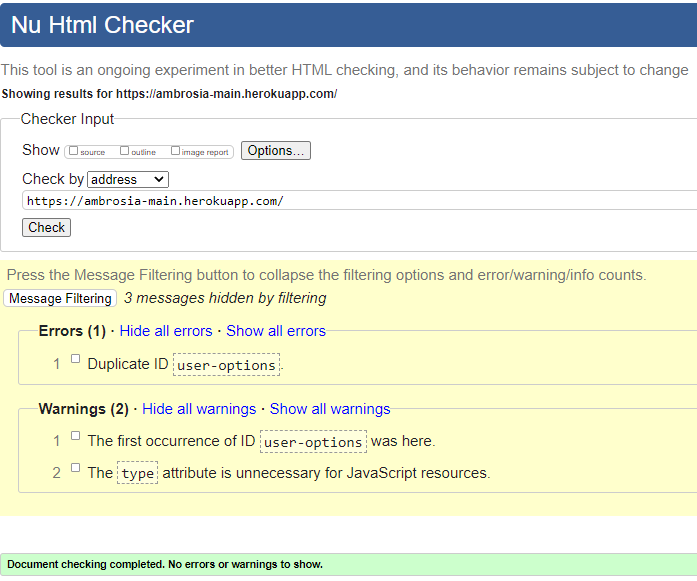 Nu Html Checker
This tool is an ongoing experiment in better HTML checking, and its behavior remains subject to change
Showing results for https://ambrosia-main.herokuapp.com/
Checker Input
Show source outline image report Options...
Check by address
https://ambrosia-main.herokuapp.com/
Check
Press the Message Filtering button to collapse the filtering options and error/warning/info counts.
Message Filtering 3 messages hidden by filtering
Errors (1) · Hide all errors · Show all errors
1 Duplicate ID user-options.
Warnings (2) · Hide all warnings · Show all warnings
1 The first occurrence of ID user-options was here.
2 The type attribute is unnecessary for JavaScript resources.
Document checking completed. No errors or warnings to show.